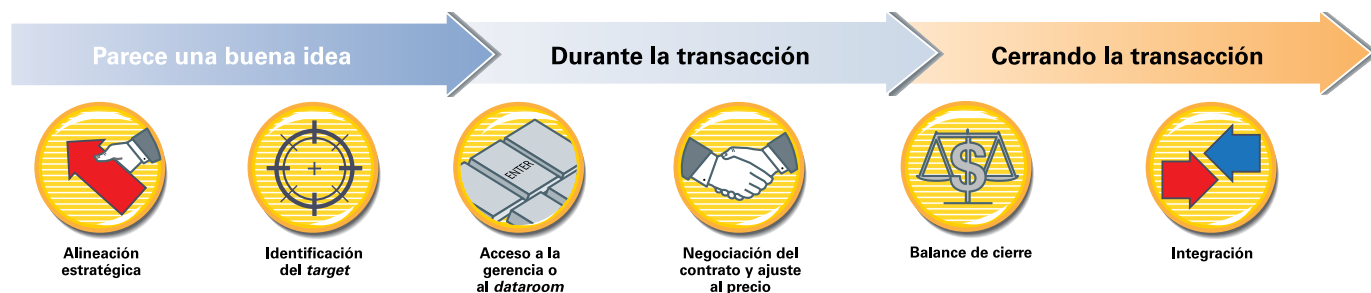 Parece una buena idea
Durante la transacción
Cerrando la transacción
ENTER
$
Alineación
estratégica
Identificación
del target
Acceso a la
gerencia o
al dataroom
Negociación del
contrato y ajuste
al precio
Balance de cierre
Integración